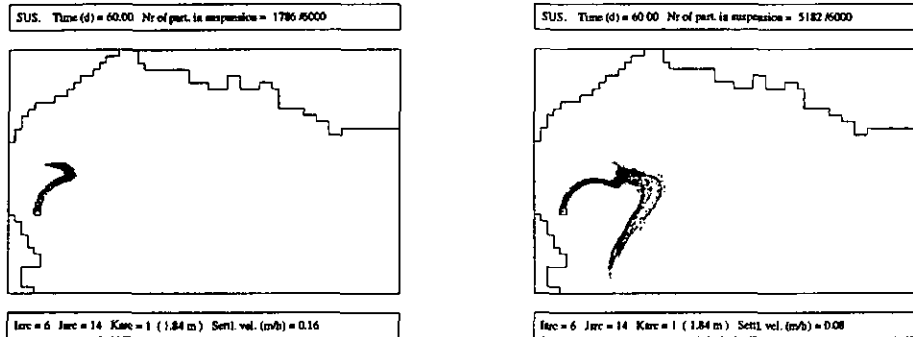 SUS. Time (d) = 60.00 Nr of part. in suspension = 1786 /6000
SUS. Time (d) = 60.00 Nr of part. in suspension = 5182 /6000
Isrc = 6 Jsrc = 14 Ksrc = 1 ( 1.84 m ) Settl. vel. (m/h) = 0.16
Isrc = 6 Jsrc = 14 Ksrc = 1 ( 1.84 m ) Settl. vel. (m/h) = 0.08